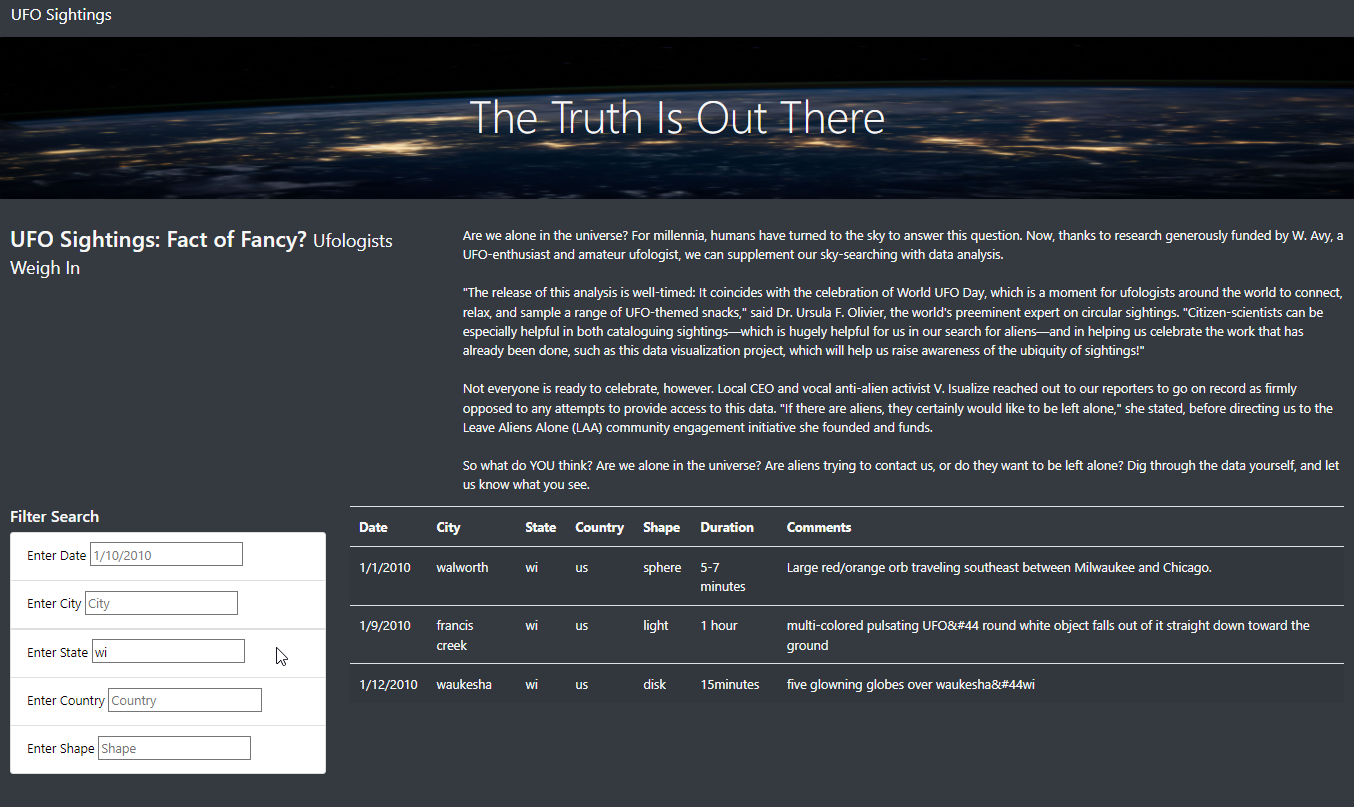 UFO Sightings
The Truth Is Out There
UFO Sightings: Fact of Fancy? Ufologists
Weigh In
Are we alone in the universe? For millennia, humans have turned to the sky to answer this question. Now, thanks to research generously funded by W. Avy, a
UFO-enthusiast and amateur ufologist, we can supplement our sky-searching with data analysis.
"The release of this analysis is well-timed: It coincides with the celebration of World UFO Day, which is a moment for ufologists around the world to connect,
relax, and sample a range of UFO-themed snacks," said Dr. Ursula F. Olivier, the world's preeminent expert on circular sightings. "Citizen-scientists can be
especially helpful in both cataloguing sightings—which is hugely helpful for us in our search for aliens—and in helping us celebrate the work that has
already been done, such as this data visualization project, which will help us raise awareness of the ubiquity of sightings!"
Not everyone is ready to celebrate, however. Local CEO and vocal anti-alien activist V. Isualize reached out to our reporters to go on record as firmly
opposed to any attempts to provide access to this data. "If there are aliens, they certainly would like to be left alone," she stated, before directing us to the
Leave Aliens Alone (LAA) community engagement initiative she founded and funds.
So what do YOU think? Are we alone in the universe? Are aliens trying to contact us, or do they want to be left alone? Dig through the data yourself, and let
us know what you see.
Filter Search
Enter Date 1/10/2010
Enter City City
Enter State wi
Enter Country Country
Enter Shape Shape
Date City State Country Shape Duration Comments
1/1/2010 walworth wi us sphere 5-7 Large red/orange orb traveling southeast between Milwaukee and Chicago.
minutes
1/9/2010 francis wi us light 1 hour multi-colored pulsating UFO&#44 round white object falls out of it straight down toward the
creek ground
1/12/2010 waukesha wi us disk 15minutes five glowning globes over waukesha&#44wi